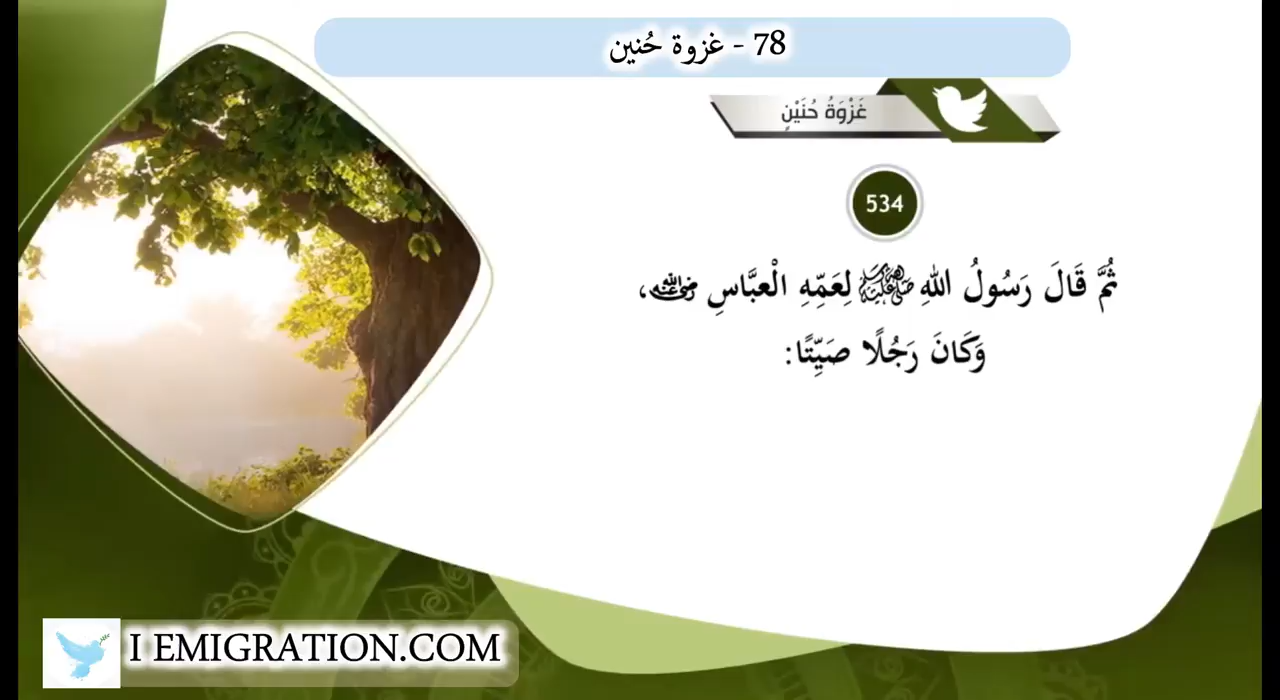 78 - غزوة حُنين
غَزْوَةُ حُنَيْنٍ
534
ثُمَّ قَالَ رَسُولُ اللهِ ﷺ لِعَمِّهِ الْعبَّاسِ رضي الله عنه،
وَكَانَ رَجُلًا صَيِّتًا:
I EMIGRATION.COM